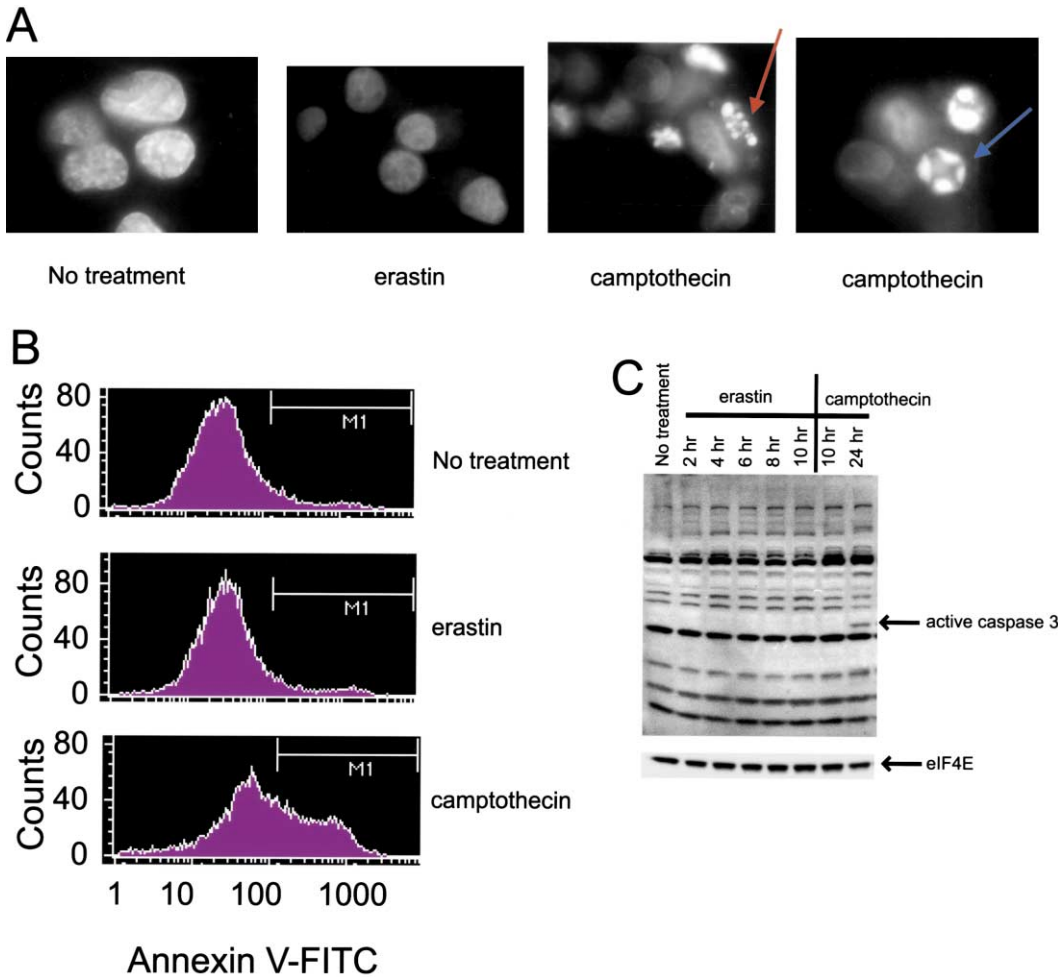 A
No treatment
erastin
camptothecin
camptothecin
B
80
40
0
Counts
M1
No treatment
80
40
0
Counts
M1
erastin
80
40
0
Counts
M1
camptothecin
1 10 100 1000
Annexin V-FITC
C
No treatment
erastin
camptothecin
2 hr
4 hr
6 hr
8 hr
10 hr
10 hr
24 hr
active caspase 3
eIF4E